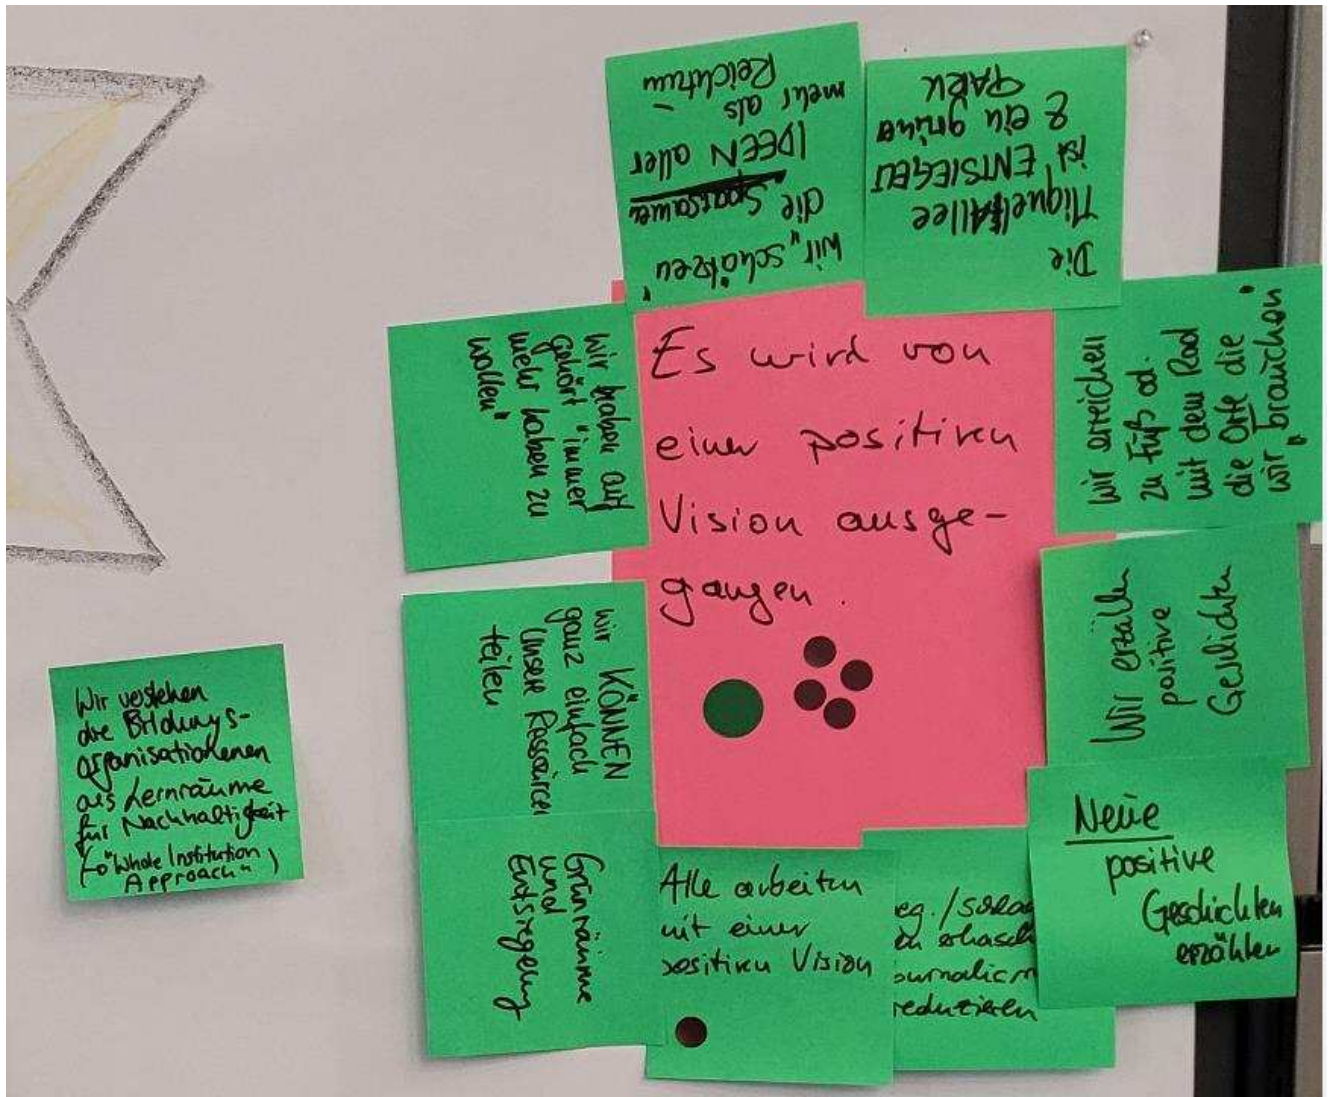 Wir „schätzen"
die Sparsame
IDEEN aller
mehr als
Reichtum
Die
Miquelallee
ist ENTSIEGELT
& ein grüner
PARK
Wir haben auf
gehört "immer
mehr haben zu
wollen"
Es wird von
einer positiven
Vision ausge-
gangen.
Wir erreichen
zu Fuß od.
mit dem Rad
die Orte die
wir „brauchen"
Wir KÖNNEN
ganz einfach
unsere Ressourcen
teilen
Wir erzählen
positive
Geschichten
Wir verstehen
die Bildungs-
organisationenen
als Lernräume
für Nachhaltigkeit
(→"Whole Institution
Approach")
Grünräume
und
Entsiegelung
Alle arbeiten
mit einer
positiven Vision
neg./
reduzieren
Neue
positive
Geschichten
erzählen